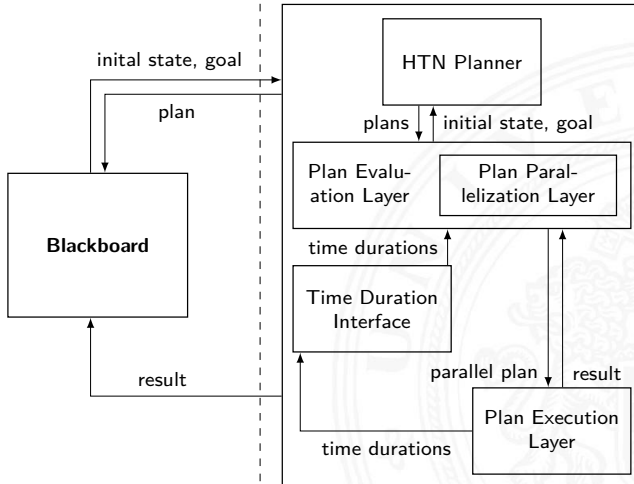 inital state, goal
plan
Blackboard
result
HTN Planner
plans
initial state, goal
Plan Evalu-
ation Layer
Plan Paral-
lelization Layer
time durations
Time Duration
Interface
parallel plan
result
Plan Execution
Layer
time durations